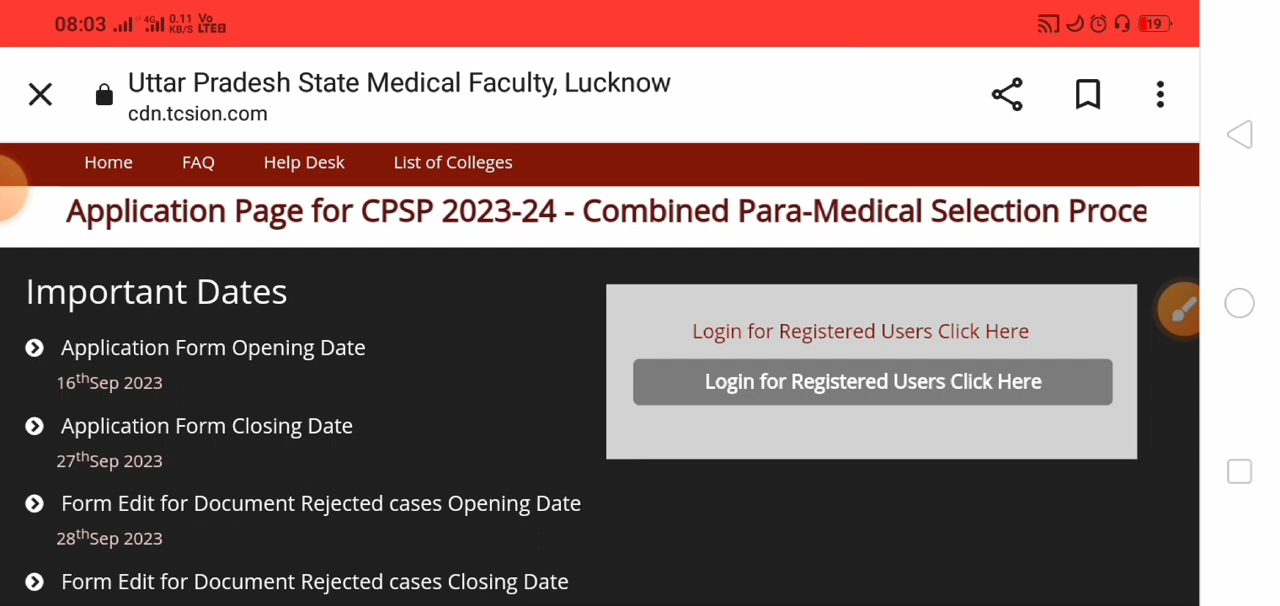 08:03 4G 0.11 KB/S Vo LTE2 19
Uttar Pradesh State Medical Faculty, Lucknow
cdn.tcsion.com
Home FAQ Help Desk List of Colleges
Application Page for CPSP 2023-24 - Combined Para-Medical Selection Proce
Important Dates
Application Form Opening Date
16thSep 2023
Application Form Closing Date
27thSep 2023
Form Edit for Document Rejected cases Opening Date
28thSep 2023
Form Edit for Document Rejected cases Closing Date
Login for Registered Users Click Here
Login for Registered Users Click Here